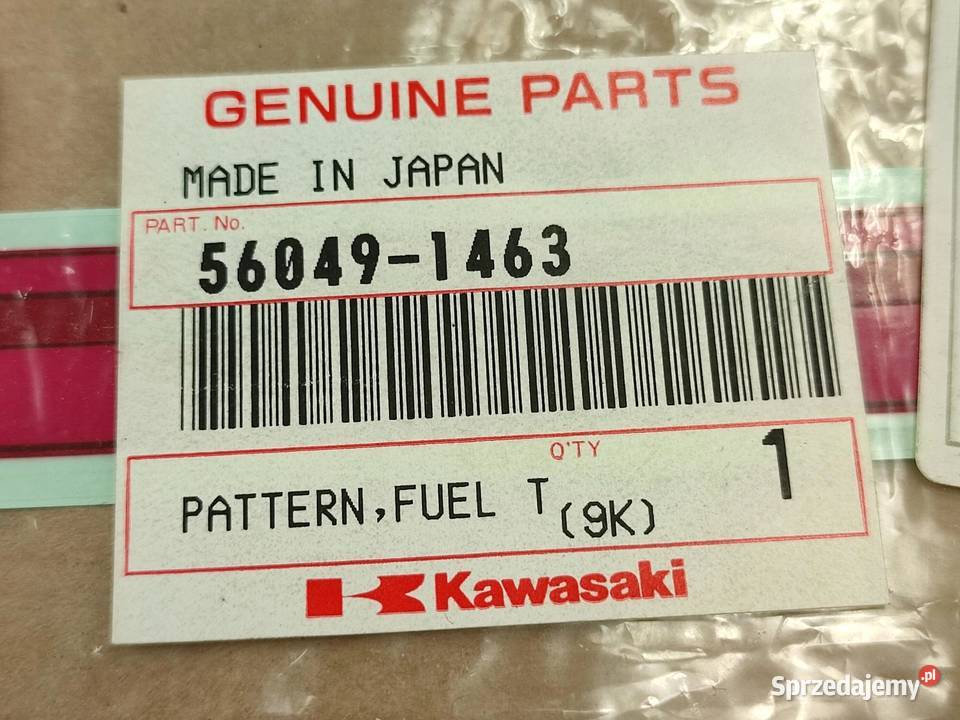 GENUINE PARTS
MADE IN JAPAN
PART. No.
56049-1463
Q'TY
1
PATTERN,FUEL T (9K)
Kawasaki
Sprzedajemy.pl